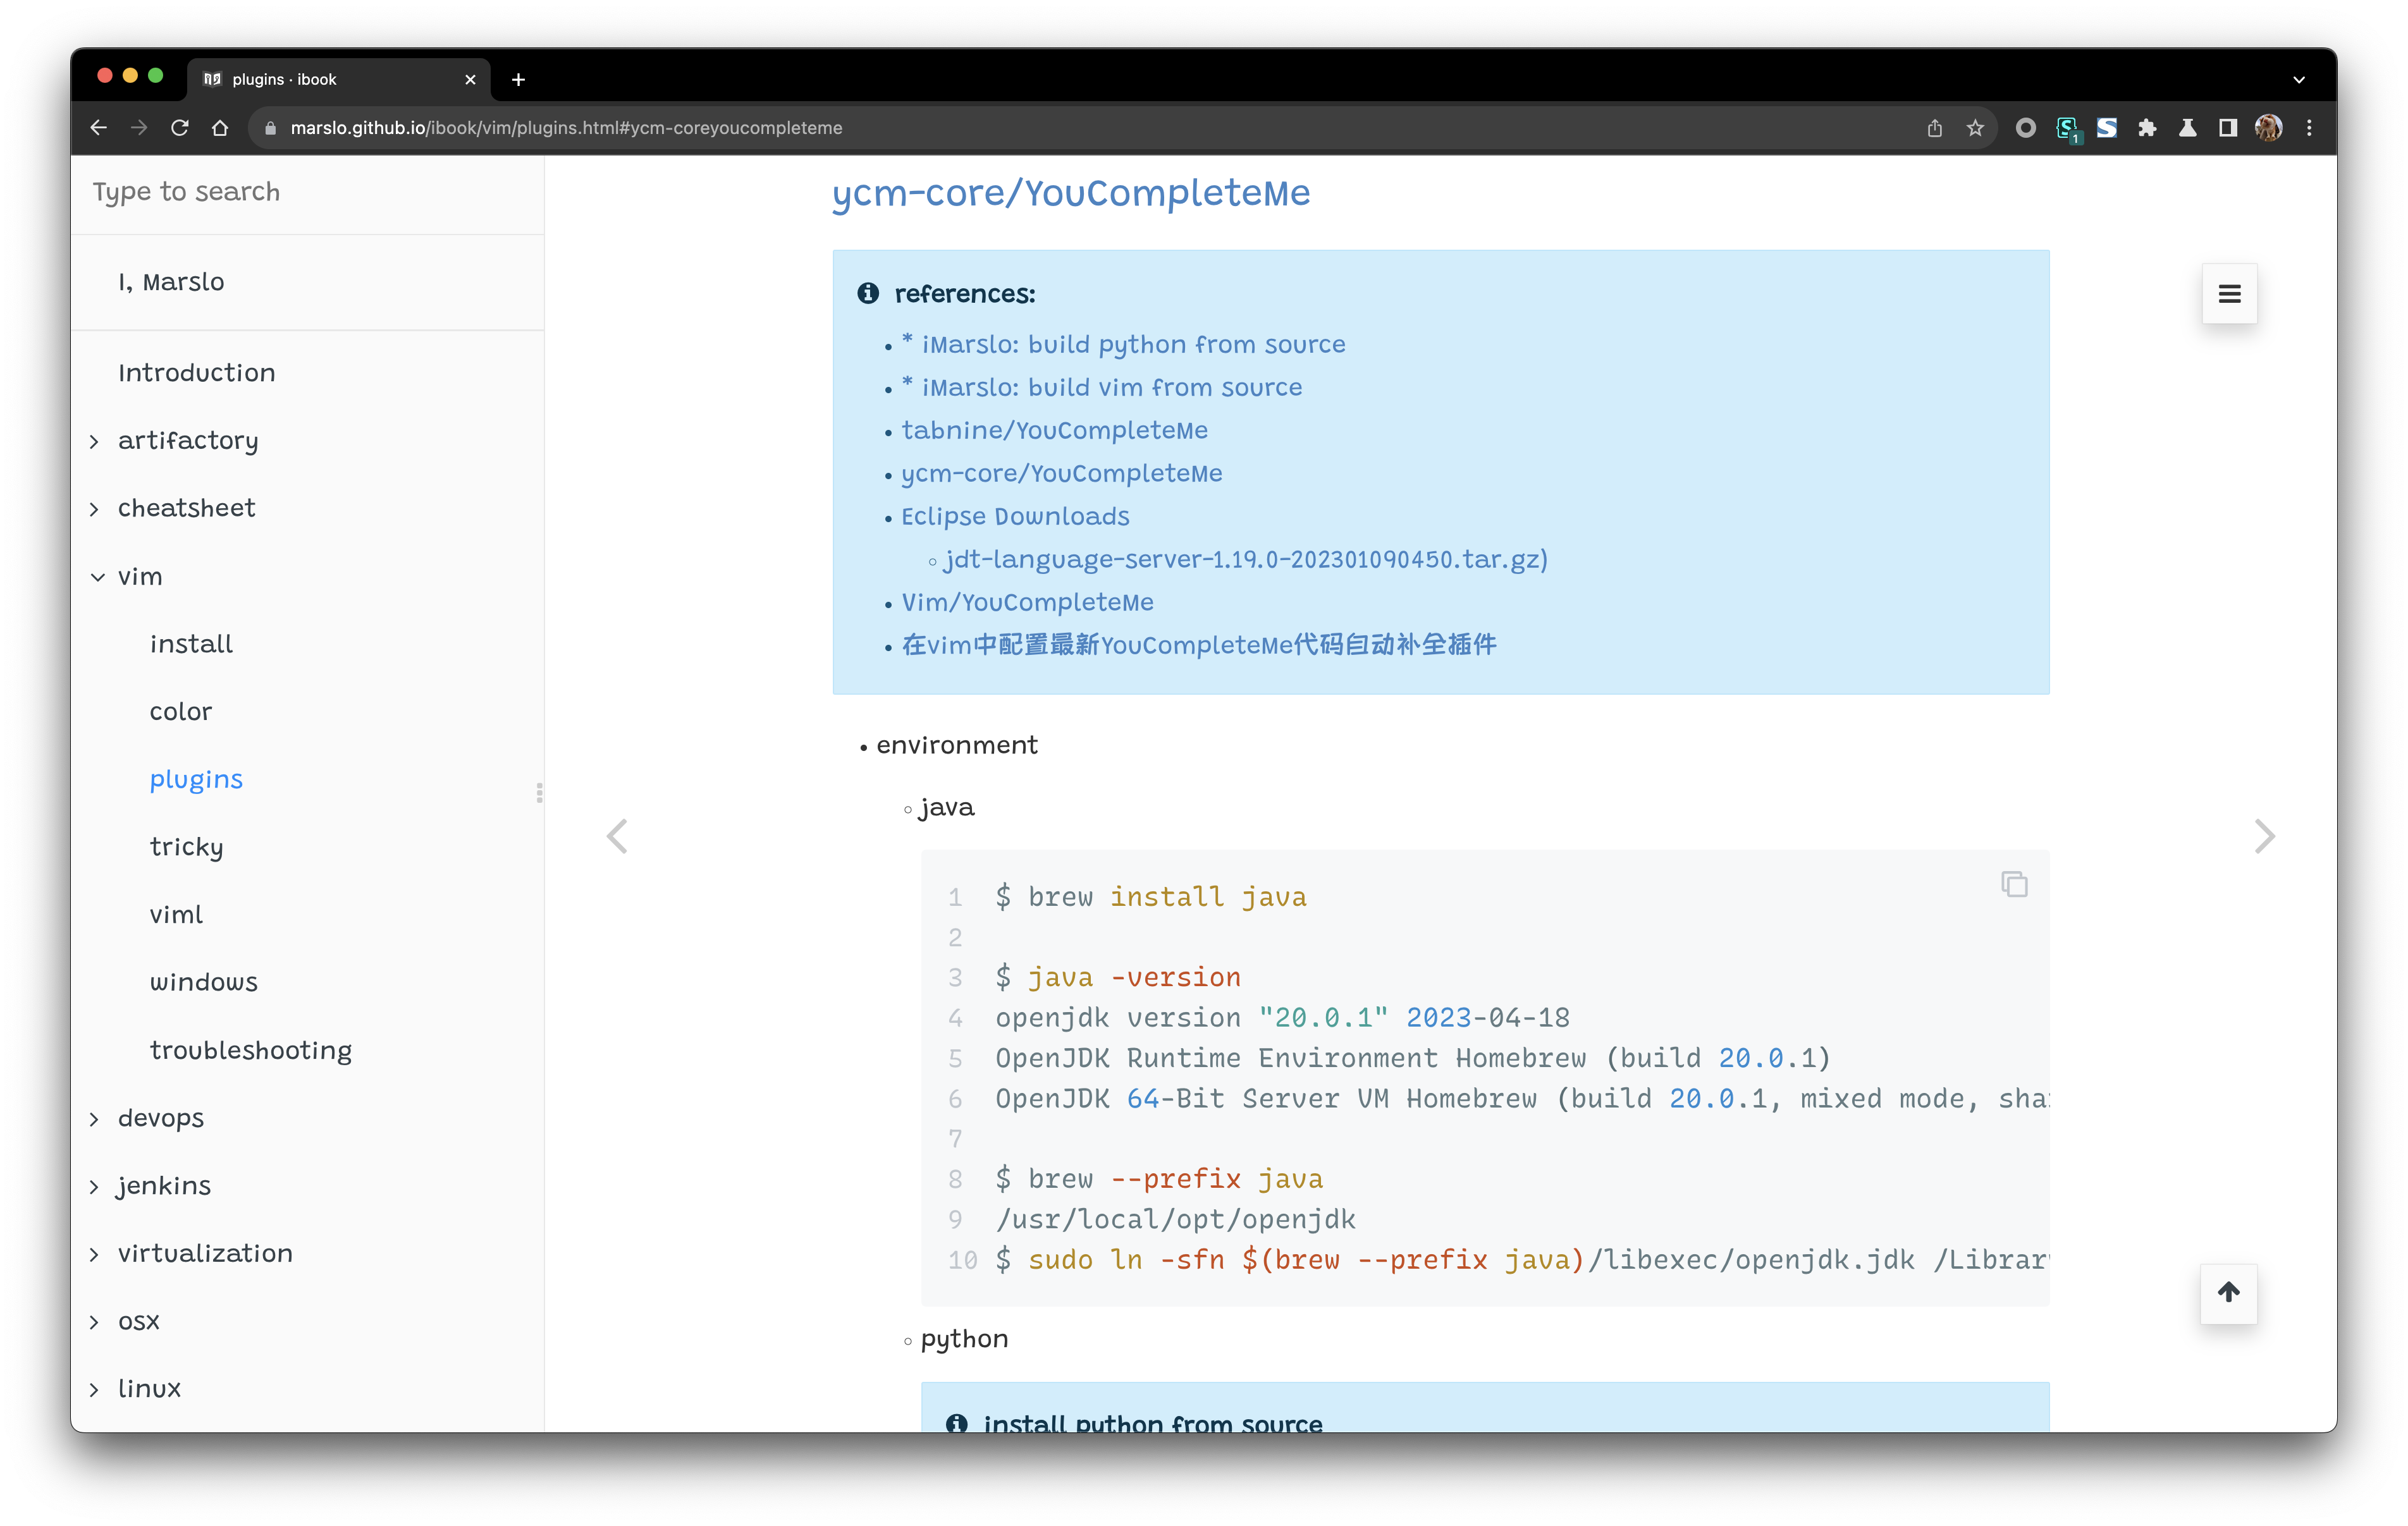 plugins · ibook
marslo.github.io/ibook/vim/plugins.html#ycm-coreyoucompleteme
1
Type to search
I, Marslo
Introduction
artifactory
cheatsheet
vim
install
color
plugins
tricky
viml
windows
troubleshooting
devops
jenkins
virtualization
osx
linux
ycm-core/YouCompleteMe
references:
* iMarslo: build python from source
* iMarslo: build vim from source
tabnine/YouCompleteMe
ycm-core/YouCompleteMe
Eclipse Downloads
jdt-language-server-1.19.0-202301090450.tar.gz)
Vim/YouCompleteMe
在vim中配置最新YouCompleteMe代码自动补全插件
environment
java
1 $ brew install java
2
3 $ java -version
4 openjdk version "20.0.1" 2023-04-18
5 OpenJDK Runtime Environment Homebrew (build 20.0.1)
6 OpenJDK 64-Bit Server VM Homebrew (build 20.0.1, mixed mode, sha
7
8 $ brew --prefix java
9 /usr/local/opt/openjdk
10 $ sudo ln -sfn $(brew --prefix java)/libexec/openjdk.jdk /Librar
python
install python from source